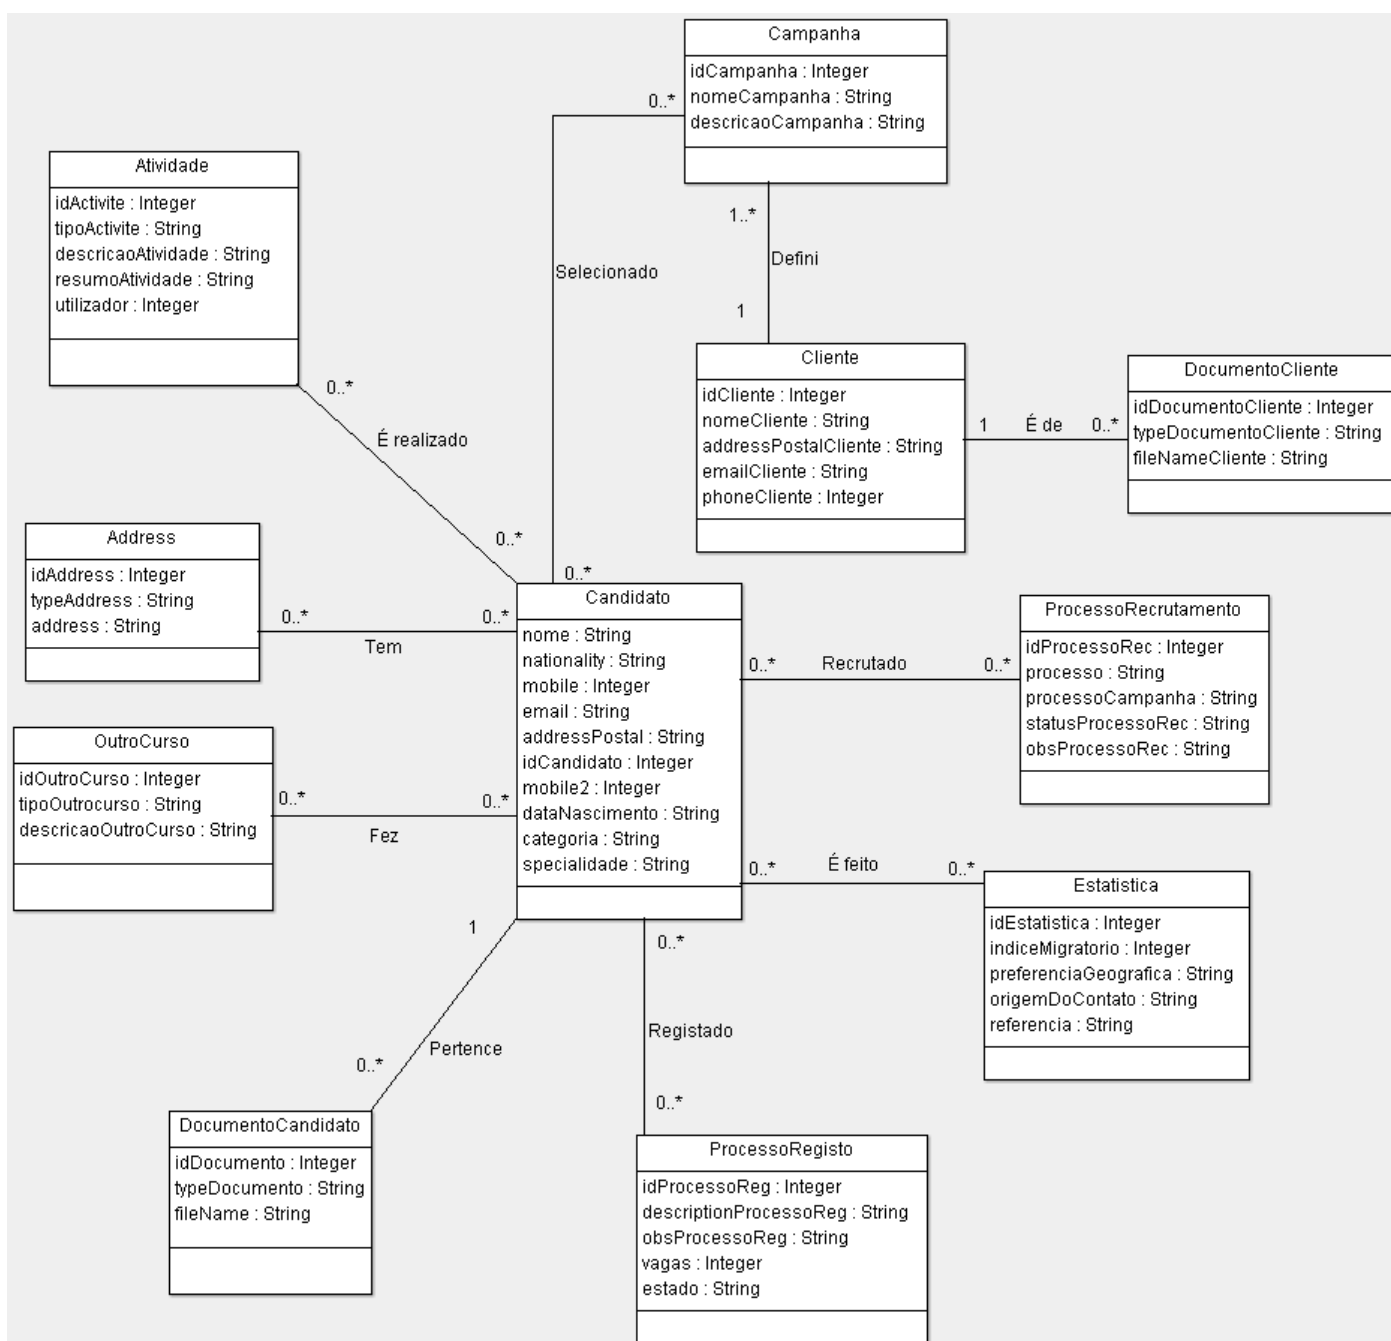 Campanha
idCampanha : Integer
nomeCampanha : String
descricaoCampanha : String
0..*
Atividade
idActivite : Integer
tipoActivite : String
descricaoAtividade : String
resumoAtividade : String
utilizador : Integer
1..*
Defini
Selecionado
1
Cliente
idCliente : Integer
nomeCliente : String
addressPostalCliente : String
emailCliente : String
phoneCliente : Integer
1 É de 0..*
DocumentoCliente
idDocumentoCliente : Integer
typeDocumentoCliente : String
fileNameCliente : String
0..*
É realizado
0..*
0..*
Address
idAddress : Integer
typeAddress : String
address : String
0..* 0..*
Tem
Candidato
nome : String
nationality : String
mobile : Integer
email : String
addressPostal : String
idCandidato : Integer
mobile2 : Integer
dataNascimento : String
categoria : String
specialidade : String
0..* Recrutado 0..*
ProcessoRecrutamento
idProcessoRec : Integer
processo : String
processoCampanha : String
statusProcessoRec : String
obsProcessoRec : String
OutroCurso
idOutroCurso : Integer
tipoOutrocurso : String
descricaoOutroCurso : String
0..* 0..*
Fez
0..* É feito 0..*
Estatistica
idEstatistica : Integer
indiceMigratorio : Integer
preferenciaGeografica : String
origemDoContato : String
referencia : String
1
Pertence
0..*
0..*
Registado
0..*
DocumentoCandidato
idDocumento : Integer
typeDocumento : String
fileName : String
ProcessoRegisto
idProcessoReg : Integer
descriptionProcessoReg : String
obsProcessoReg : String
vagas : Integer
estado : String